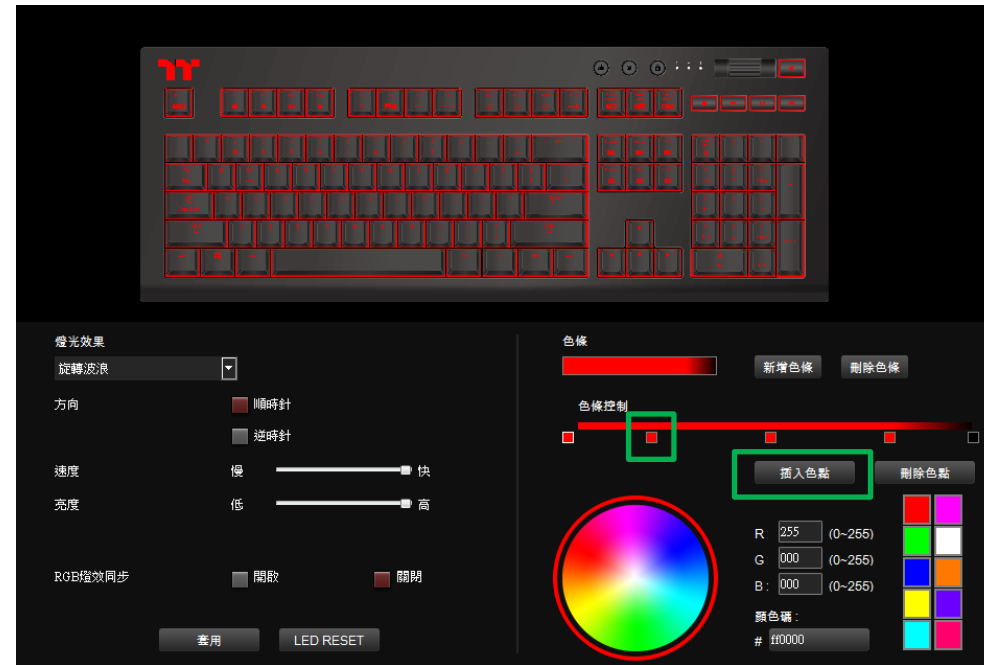 燈光效果
旋轉波浪
方向
順時針
逆時針
速度 慢 快
亮度 低 高
RGB燈效同步 開啟 關閉
套用 LED RESET
色條
新增色條 刪除色條
色條控制
插入色點 刪除色點
R 255 (0~255)
G 000 (0~255)
B: 000 (0~255)
顏色碼 :
# ff0000